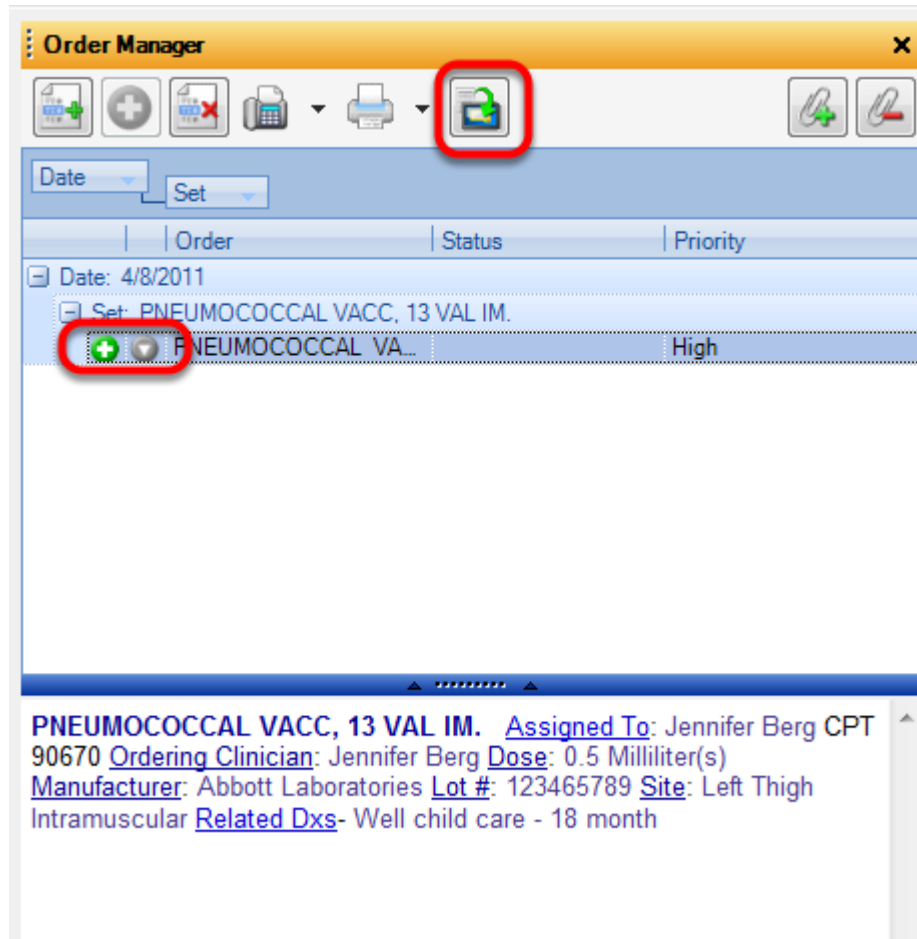 Order Manager
Date
Set
Order Status Priority
Date: 4/8/2011
Set: PNEUMOCOCCAL VACC, 13 VAL IM.
PNEUMOCOCCAL VA... High
PNEUMOCOCCAL VACC, 13 VAL IM. Assigned To: Jennifer Berg CPT
90670 Ordering Clinician: Jennifer Berg Dose: 0.5 Milliliter(s)
Manufacturer: Abbott Laboratories Lot #: 123465789 Site: Left Thigh
Intramuscular Related Dxs- Well child care - 18 month